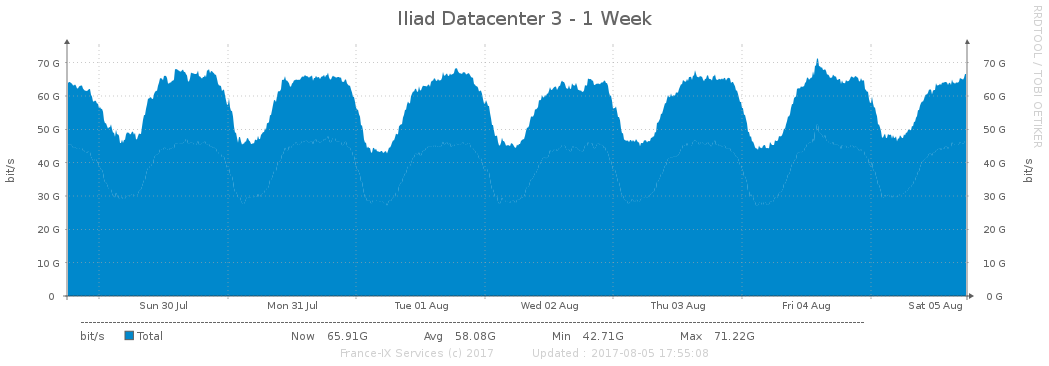 Iliad Datacenter 3 - 1 Week
RRDTOOL / TOBI OETIKER
bit/s
70 G
60 G
50 G
40 G
30 G
20 G
10 G
0
70 G
60 G
50 G
40 G
30 G
20 G
10 G
0 G
bit/s
Sun 30 Jul Mon 31 Jul Tue 01 Aug Wed 02 Aug Thu 03 Aug Fri 04 Aug Sat 05 Aug
bit/s Total Now 65.91G Avg 58.08G Min 42.71G Max 71.22G
France-IX Services (c) 2017 Updated : 2017-08-05 17:55:08